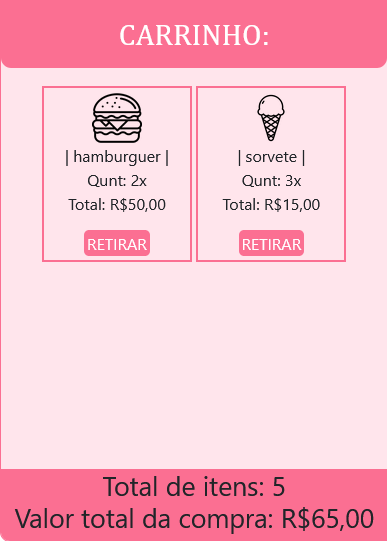 CARRINHO:
| hamburguer |
Qunt: 2x
Total: R$50,00
RETIRAR
| sorvete |
Qunt: 3x
Total: R$15,00
RETIRAR
Total de itens: 5
Valor total da compra: R$65,00